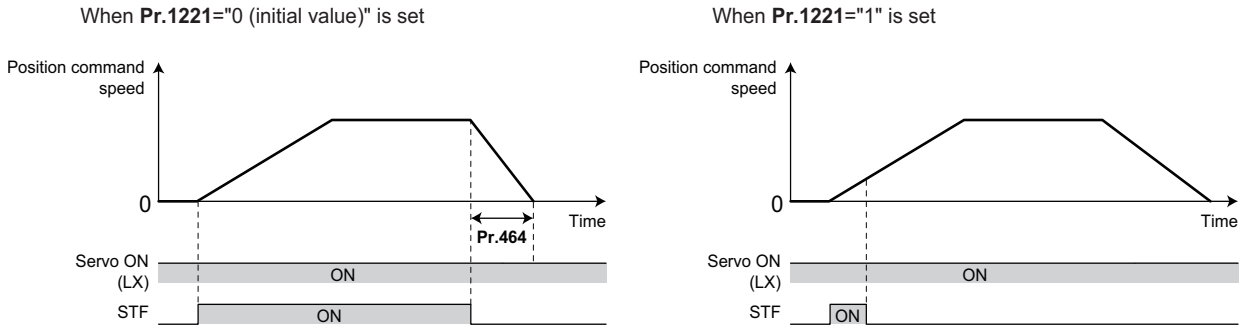 When Pr.1221="0 (initial value)" is set
Position command
speed
0
Time
Pr.464
Servo ON
(LX)
ON
STF
ON
When Pr.1221="1" is set
Position command
speed
0
Time
Servo ON
(LX)
ON
STF
ON